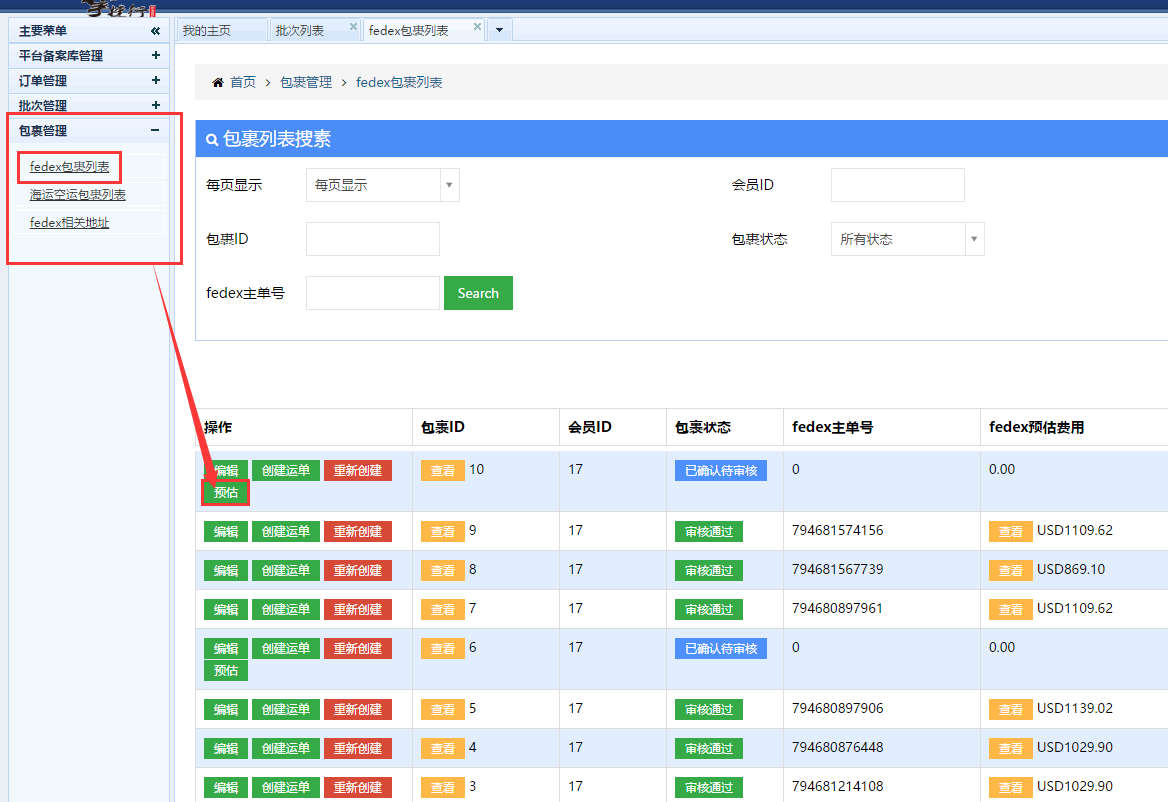 主要菜单 «
我的主页 批次列表 fedex包裹列表
平台备案库管理 +
订单管理 +
批次管理 +
包裹管理 −
fedex包裹列表
海运空运包裹列表
fedex相关地址
首页 > 包裹管理 > fedex包裹列表
包裹列表搜素
每页显示 每页显示 会员ID
包裹ID 包裹状态 所有状态
fedex主单号 Search
操作 包裹ID 会员ID 包裹状态 fedex主单号 fedex预估费用
编辑 创建运单 重新创建 查看 10 17 已确认待审核 0 0.00
预估
编辑 创建运单 重新创建 查看 9 17 审核通过 794681574156 查看 USD1109.62
编辑 创建运单 重新创建 查看 8 17 审核通过 794681567739 查看 USD869.10
编辑 创建运单 重新创建 查看 7 17 审核通过 794680897961 查看 USD1109.62
编辑 创建运单 重新创建 查看 6 17 已确认待审核 0 0.00
预估
编辑 创建运单 重新创建 查看 5 17 审核通过 794680897906 查看 USD1139.02
编辑 创建运单 重新创建 查看 4 17 审核通过 794680876448 查看 USD1029.90
编辑 创建运单 重新创建 查看 3 17 审核通过 794681214108 查看 USD1029.90